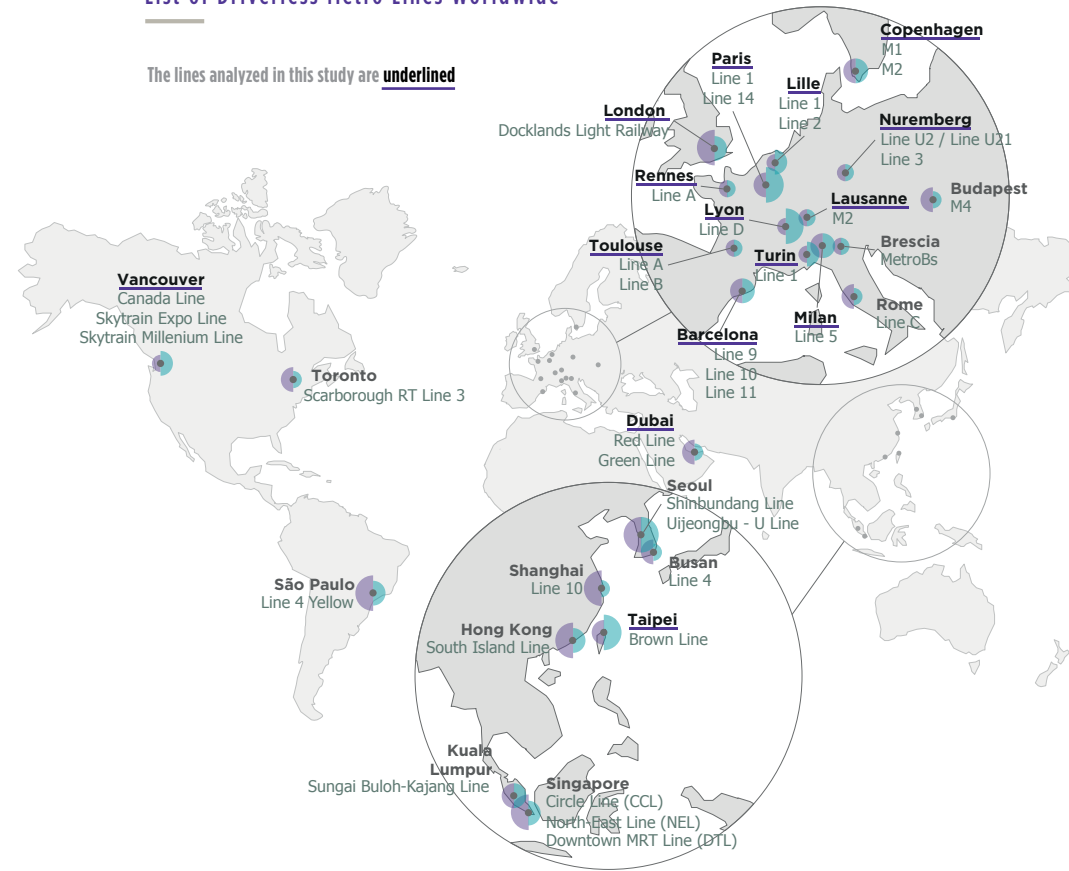 List of Driverless Metro Lines Worldwide
The lines analyzed in this study are underlined
Copenhagen
M1
M2
Paris
Line 1
Line 14
Lille
Line 1
Line 2
London
Docklands Light Railway
Nuremberg
Line U2 / Line U21
Line 3
Rennes
Line A
Budapest
M4
Lausanne
M2
Lyon
Line D
Brescia
MetroBs
Toulouse
Line A
Line B
Turin
Line 1
Rome
Line C
Milan
Line 5
Barcelona
Line 9
Line 10
Line 11
Vancouver
Canada Line
Skytrain Expo Line
Skytrain Millenium Line
Toronto
Scarborough RT Line 3
Dubai
Red Line
Green Line
Seoul
Shinbundang Line
Uijeongbu - U Line
Busan
Line 4
Shanghai
Line 10
São Paulo
Line 4 Yellow
Taipei
Brown Line
Hong Kong
South Island Line
Kuala
Lumpur
Sungai Buloh-Kajang Line
Singapore
Circle Line (CCL)
North-East Line (NEL)
Downtown MRT Line (DTL)